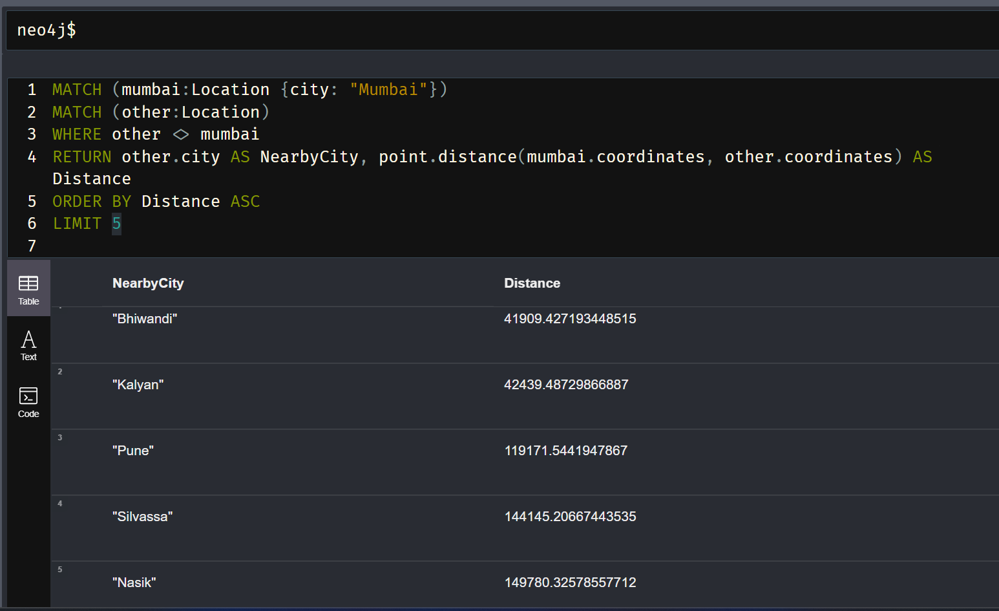 neo4j$
1 MATCH (mumbai:Location {city: "Mumbai"})
2 MATCH (other:Location)
3 WHERE other <> mumbai
4 RETURN other.city AS NearbyCity, point.distance(mumbai.coordinates, other.coordinates) AS
Distance
5 ORDER BY Distance ASC
6 LIMIT 5
7
Table
Text
Code
NearbyCity Distance
"Bhiwandi" 41909.427193448515
2 "Kalyan" 42439.48729866887
3 "Pune" 119171.5441947867
4 "Silvassa" 144145.20667443535
5 "Nasik" 149780.32578557712